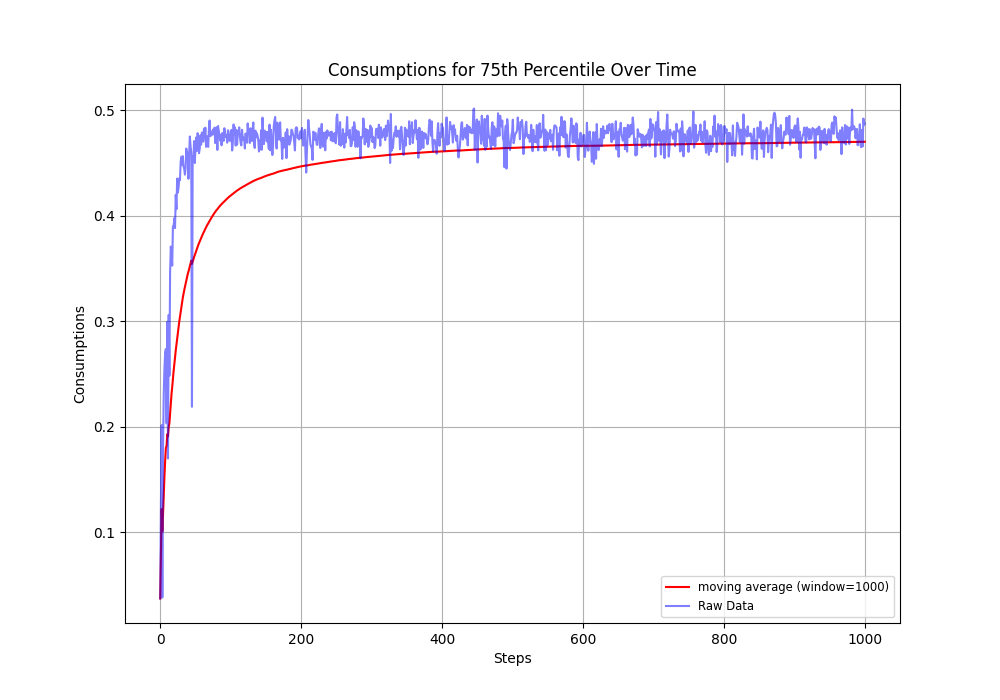 Consumptions for 75th Percentile Over Time
0.5
0.4
0.3
0.2
0.1
Consumptions
0
200
400
600
800
1000
Steps
moving average (window=1000)
Raw Data